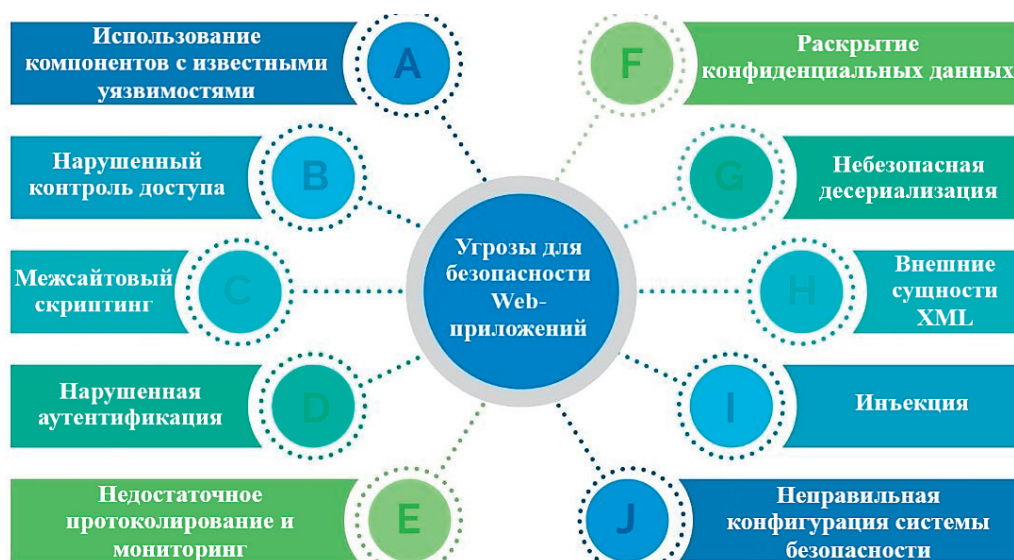 Использование
компонентов с известными
уязвимостями
A
Нарушенный
контроль доступа
B
Межсайтовый
скриптинг
C
Нарушенная
аутентификация
D
Недостаточное
протоколирование и
мониторинг
E
Угрозы для
безопасности
Web-
приложений
F
Раскрытие
конфиденциальных данных
G
Небезопасная
десериализация
H
Внешние
сущности
XML
I
Инъекция
J
Неправильная
конфигурация системы
безопасности